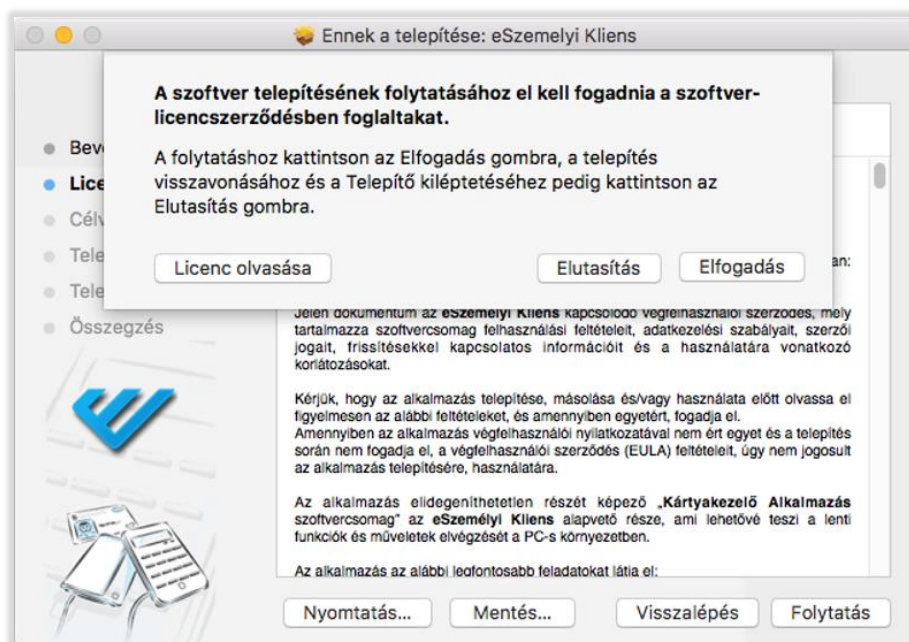 Ennek a telepítése: eSzemelyi Kliens
A szoftver telepítésének folytatásához el kell fogadnia a szoftver-
licencszerződésben foglaltakat.
A folytatáshoz kattintson az Elfogadás gombra, a telepítés
visszavonásához és a Telepítő kiléptetéséhez pedig kattintson az
Elutasítás gombra.
Licenc olvasása
Elutasítás
Elfogadás
Bev
Lice
Célv
Tele
Tele
Összegzés
an:
Jelen dokumentum az eSzemélyi Kliens kapcsolódó végfelhasználói szerződés, mely
tartalmazza szoftvercsomag felhasználási feltételeit, adatkezelési szabályait, szerzői
jogait, frissítésekkel kapcsolatos információit és a használatára vonatkozó
korlátozásokat.
Kérjük, hogy az alkalmazás telepítése, másolása és/vagy használata előtt olvassa el
figyelmesen az alábbi feltételeket, és amennyiben egyetért, fogadja el.
Amennyiben az alkalmazás végfelhasználói nyilatkozatával nem ért egyet és a telepítés
során nem fogadja el, a végfelhasználói szerződés (EULA) feltételeit, úgy nem jogosult
az alkalmazás telepítésére, használatára.
Az alkalmazás elidegeníthetetlen részét képező „Kártyakezelő Alkalmazás
szoftvercsomag" az eSzemélyi Kliens alapvető része, ami lehetővé teszi a lenti
funkciók és műveletek elvégzését a PC-s környezetben.
Az alkalmazás az alábbi legfontosabb feladatokat látja el:
Nyomtatás...
Mentés...
Visszalépés
Folytatás